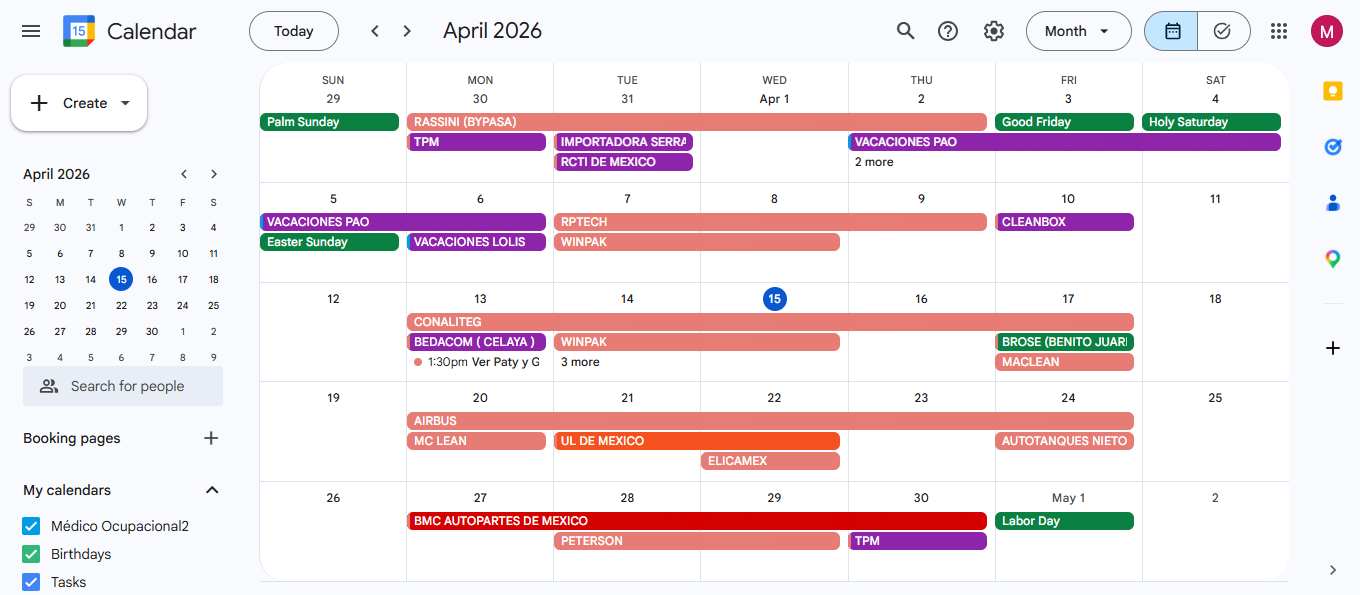 15 Calendar Today April 2026 Month M
Create
April 2026
S M T W T F S
29 30 31 1 2 3 4
5 6 7 8 9 10 11
12 13 14 15 16 17 18
19 20 21 22 23 24 25
26 27 28 29 30 1 2
3 4 5 6 7 8 9
Search for people
Booking pages
My calendars
Médico Ocupacional2
Birthdays
Tasks
SUN MON TUE WED THU FRI SAT
29 30 31 Apr 1 2 3 4
Palm Sunday RASSINI (BYPASA) Good Friday Holy Saturday
TPM IMPORTADORA SERRA VACACIONES PAO
RCTI DE MEXICO 2 more
5 6 7 8 9 10 11
VACACIONES PAO RPTECH CLEANBOX
Easter Sunday VACACIONES LOLIS WINPAK
12 13 14 15 16 17 18
CONALITEG
BEDACOM ( CELAYA ) WINPAK BROSE (BENITO JUARE
1:30pm Ver Paty y G 3 more MACLEAN
19 20 21 22 23 24 25
AIRBUS
MC LEAN UL DE MEXICO AUTOTANQUES NIETO
ELICAMEX
26 27 28 29 30 May 1 2
BMC AUTOPARTES DE MEXICO Labor Day
PETERSON TPM